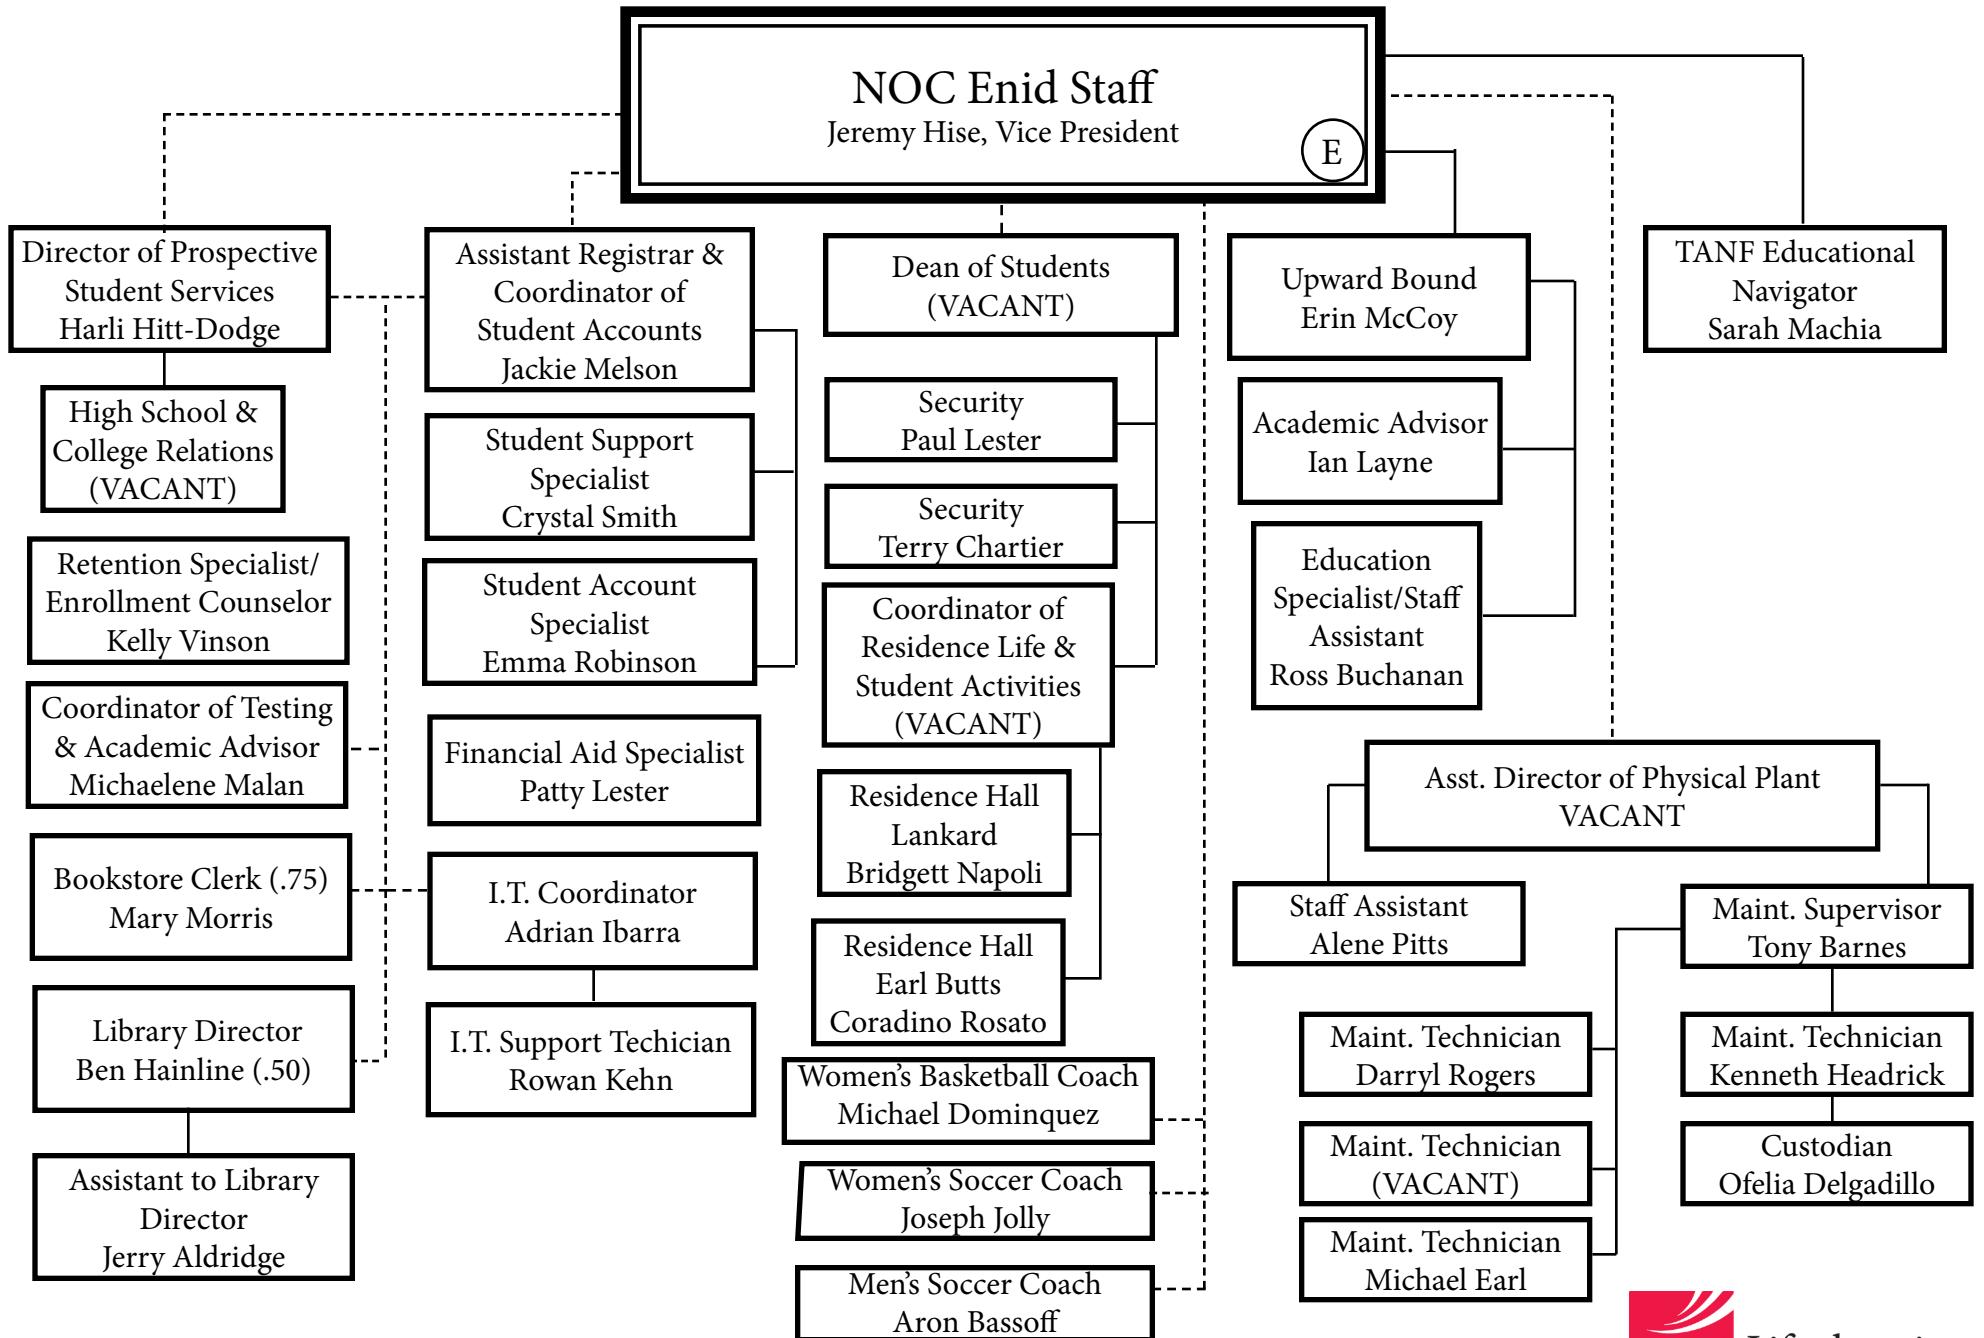 NOC Enid Staff
Jeremy Hise, Vice President
E
Director of Prospective
Student Services
Harli Hitt-Dodge
High School &
College Relations
(VACANT)
Retention Specialist/
Enrollment Counselor
Kelly Vinson
Coordinator of Testing
& Academic Advisor
Michaelene Malan
Bookstore Clerk (.75)
Mary Morris
Library Director
Ben Hainline (.50)
Assistant to Library
Director
Jerry Aldridge
Assistant Registrar &
Coordinator of
Student Accounts
Jackie Melson
Student Support
Specialist
Crystal Smith
Student Account
Specialist
Emma Robinson
Financial Aid Specialist
Patty Lester
I.T. Coordinator
Adrian Ibarra
I.T. Support Techician
Rowan Kehn
Dean of Students
(VACANT)
Security
Paul Lester
Security
Terry Chartier
Coordinator of
Residence Life &
Student Activities
(VACANT)
Residence Hall
Lankard
Bridgett Napoli
Residence Hall
Earl Butts
Coradino Rosato
Women's Basketball Coach
Michael Dominquez
Women's Soccer Coach
Joseph Jolly
Men's Soccer Coach
Aron Bassoff
Upward Bound
Erin McCoy
Academic Advisor
Ian Layne
Education
Specialist/Staff
Assistant
Ross Buchanan
TANF Educational
Navigator
Sarah Machia
Asst. Director of Physical Plant
VACANT
Staff Assistant
Alene Pitts
Maint. Supervisor
Tony Barnes
Maint. Technician
Darryl Rogers
Maint. Technician
(VACANT)
Maint. Technician
Michael Earl
Maint. Technician
Kenneth Headrick
Custodian
Ofelia Delgadillo